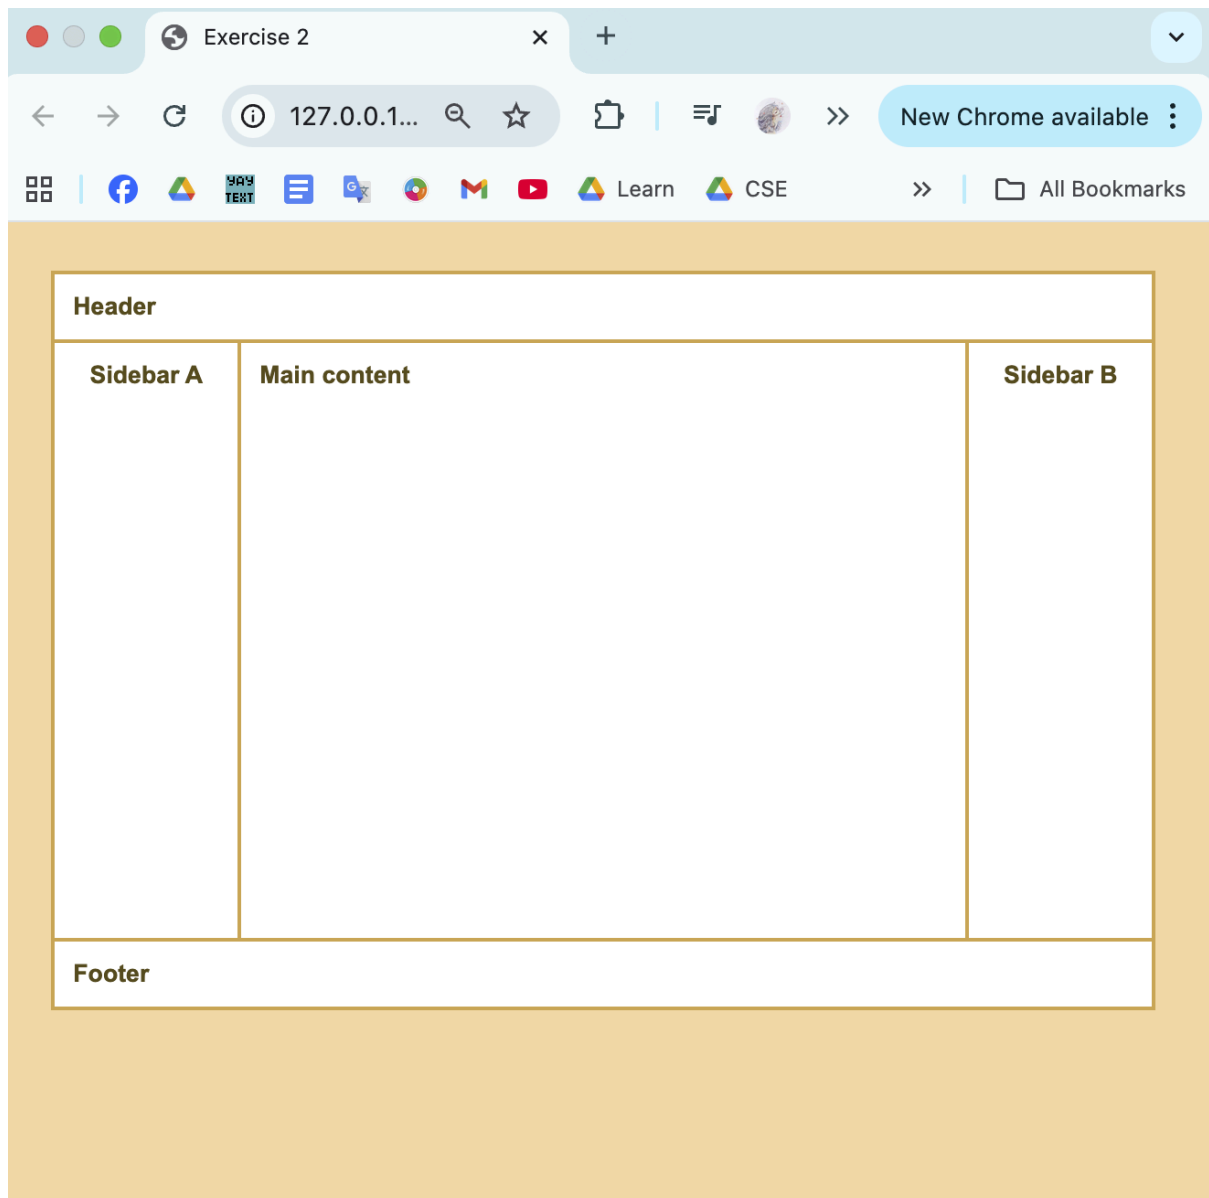 Exercise 2
127.0.0.1...
New Chrome available
YAY
TEXT
G
Learn
CSE
All Bookmarks
Header
Sidebar A
Main content
Sidebar B
Footer